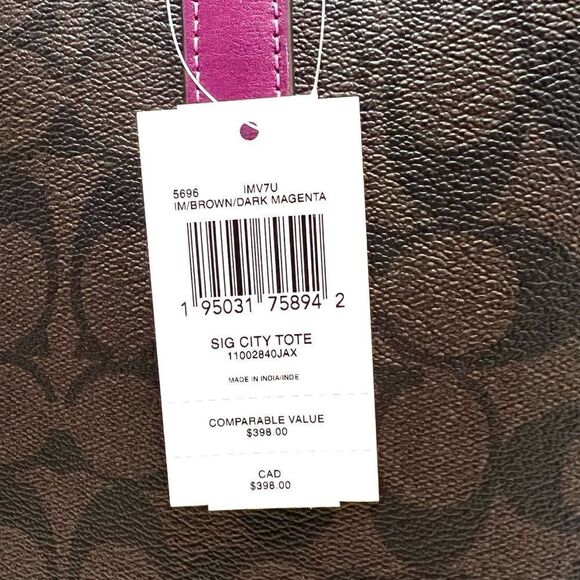 5696 IMV7U
IM/BROWN/DARK MAGENTA
1 95031 75894 2
SIG CITY TOTE
11002840JAX
MADE IN INDIA/INDE
COMPARABLE VALUE
$398.00
CAD
$398.00